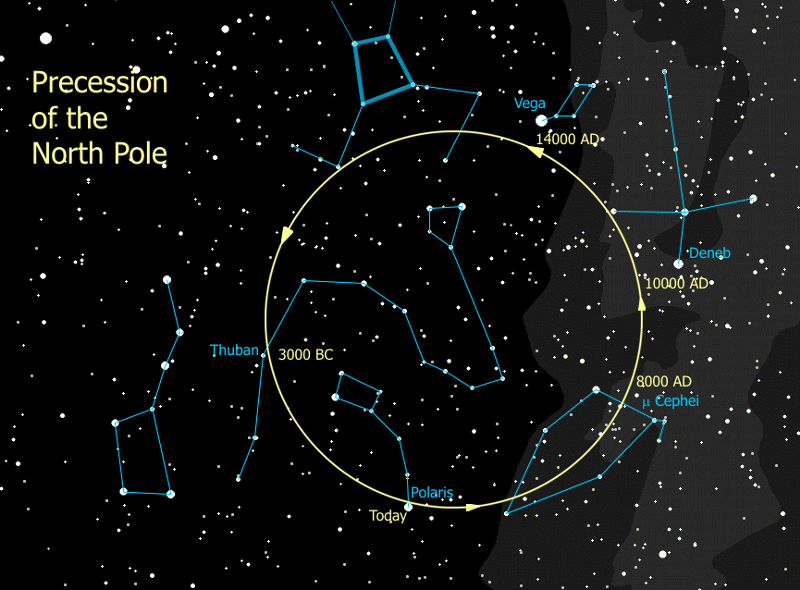 Precession
of the
North Pole
Vega
14000 AD
Deneb
10000 AD
Thuban
3000 BC
8000 AD
μ Cephei
Polaris
Today